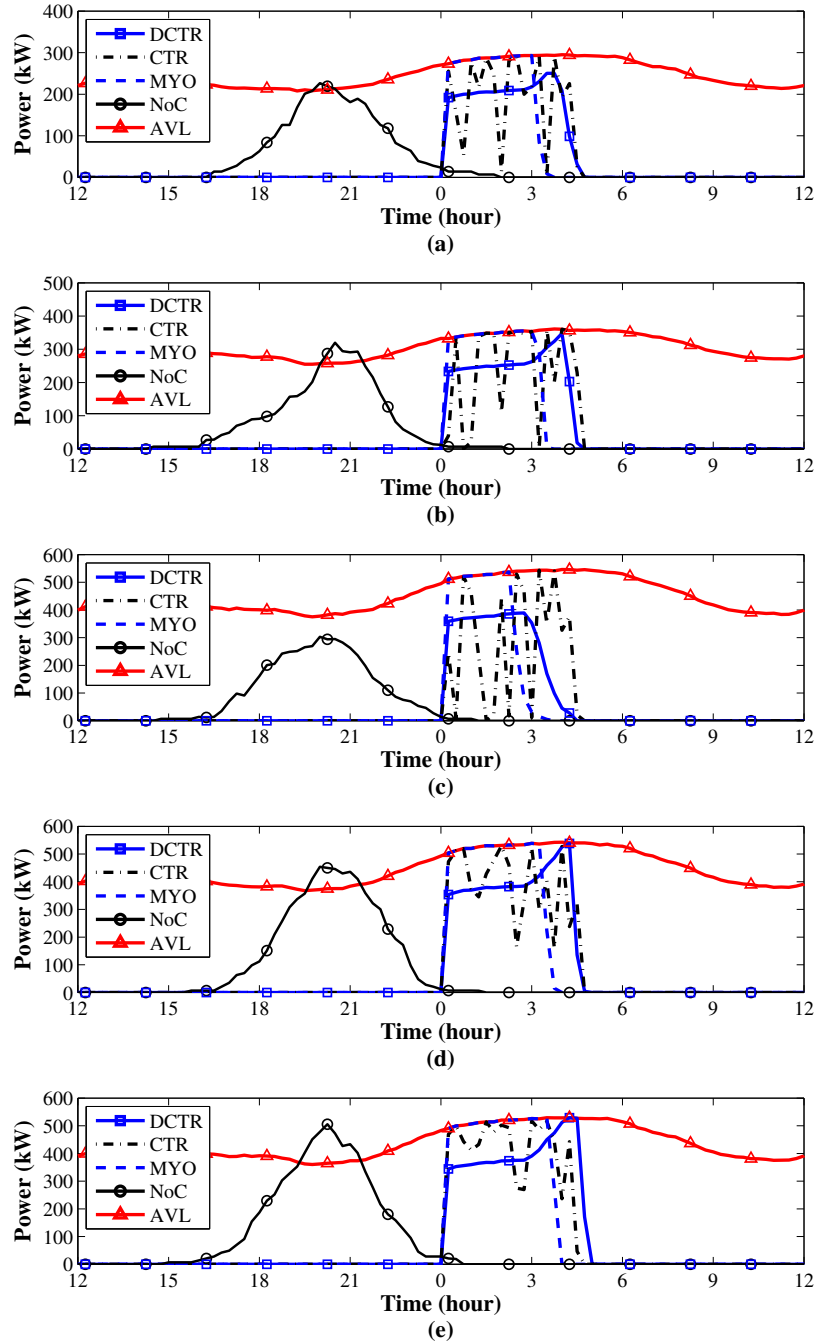 400
300
200
100
0
Power (kW)
DCTR
CTR
MYO
NoC
AVL
12 15 18 21 0 3 6 9 12
Time (hour)
(a)
500
400
300
200
100
0
Power (kW)
DCTR
CTR
MYO
NoC
AVL
12 15 18 21 0 3 6 9 12
Time (hour)
(b)
600
500
400
300
200
100
0
Power (kW)
DCTR
CTR
MYO
NoC
AVL
12 15 18 21 0 3 6 9 12
Time (hour)
(c)
600
500
400
300
200
100
0
Power (kW)
DCTR
CTR
MYO
NoC
AVL
12 15 18 21 0 3 6 9 12
Time (hour)
(d)
600
500
400
300
200
100
0
Power (kW)
DCTR
CTR
MYO
NoC
AVL
12 15 18 21 0 3 6 9 12
Time (hour)
(e)